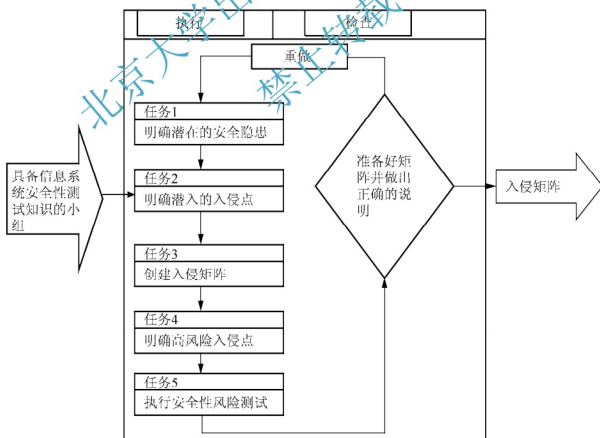 执行
检查
重做
任务1
明确潜在的安全隐患
任务2
明确潜入的入侵点
任务3
创建入侵矩阵
任务4
明确高风险入侵点
任务5
执行安全性风险测试
具备信息系
统安全性测
试知识的小
组
准备好矩
阵并做出
正确的说
明
入侵矩阵
北京大学出
禁止转载